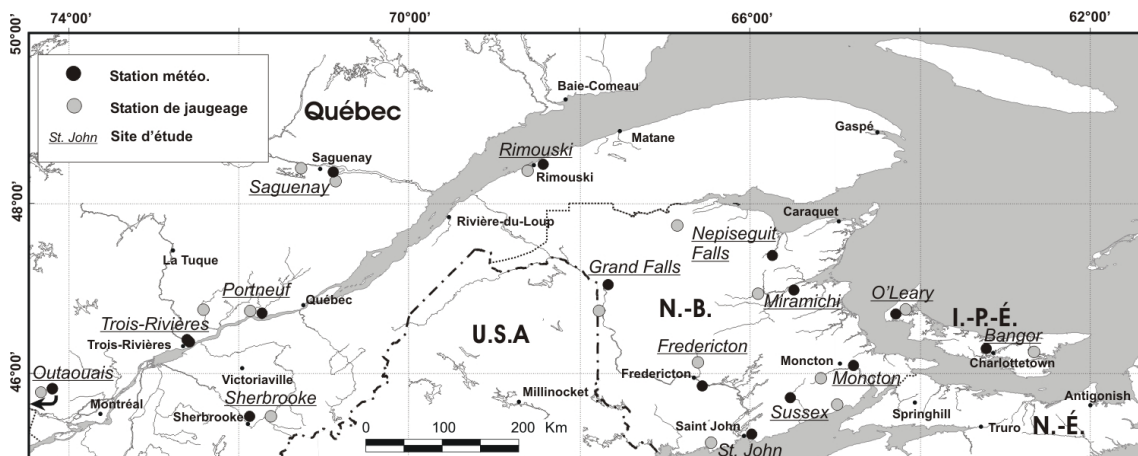 74°00' 70°00' 66°00' 62°00'
50°00'
Station météo.
Station de jaugeage
St. John Site d'étude
Québec
Baie-Comeau
Matane
Gaspé
Saguenay
Saguenay
Rimouski
Rimouski
48°00'
Rivière-du-Loup
Caraquet
Nepiseguit
Falls
La Tuque
Grand Falls
Portneuf
Québec
Miramichi
O'Leary
N.-B.
I.-P.-É.
Trois-Rivières
Trois-Rivières
U.S.A
Bangor
Charlottetown
Fredericton
Fredericton
Moncton
Moncton
46°00'
Outaouais
Victoriaville
Sherbrooke
Sherbrooke
Millinocket
Montréal
Sussex
Springhill
Antigonish
Truro
N.-É.
Saint John
St. John
0 100 200 Km